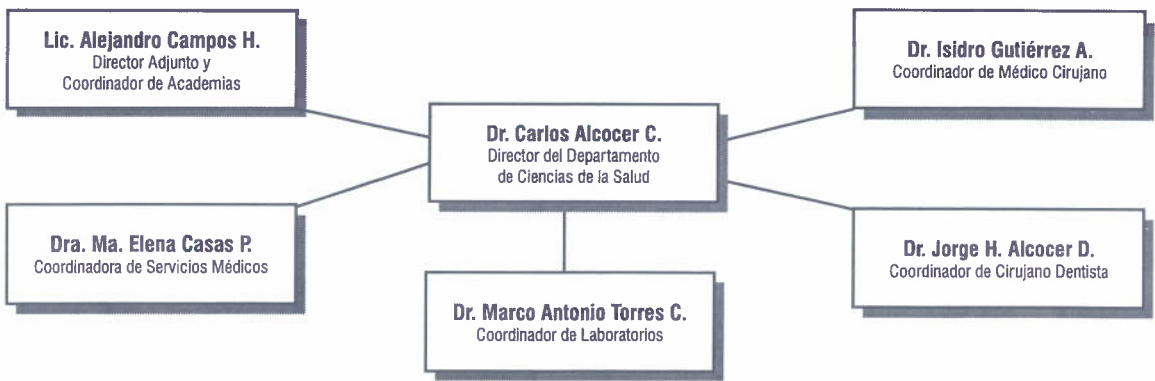 Lic. Alejandro Campos H.
Director Adjunto y
Coordinador de Academias
Dr. Isidro Gutiérrez A.
Coordinador de Médico Cirujano
Dr. Carlos Alcocer C.
Director del Departamento
de Ciencias de la Salud
Dra. Ma. Elena Casas P.
Coordinadora de Servicios Médicos
Dr. Jorge H. Alcocer D.
Coordinador de Cirujano Dentista
Dr. Marco Antonio Torres C.
Coordinador de Laboratorios